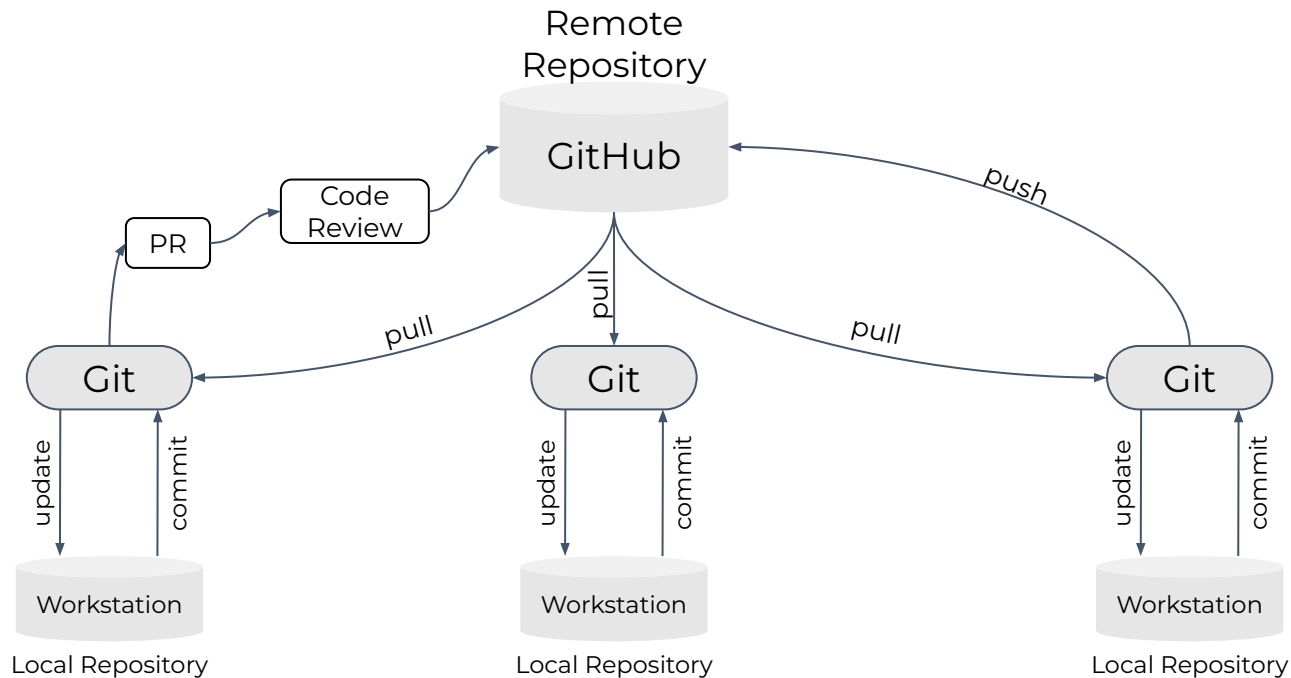 Remote
Repository
GitHub
push
Code
Review
PR
pull
pull
pull
Git
Git
Git
update
commit
update
commit
update
commit
Workstation
Workstation
Workstation
Local Repository
Local Repository
Local Repository